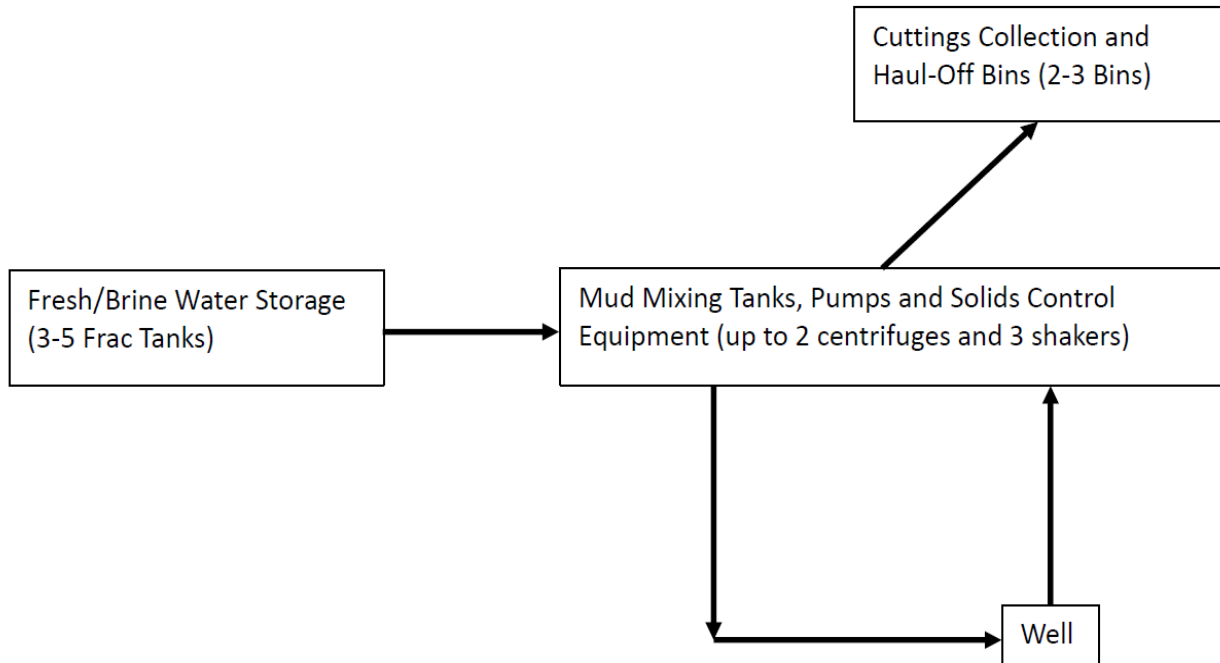 Cuttings Collection and
Haul-Off Bins (2-3 Bins)
Fresh/Brine Water Storage
(3-5 Frac Tanks)
Mud Mixing Tanks, Pumps and Solids Control
Equipment (up to 2 centrifuges and 3 shakers)
Well